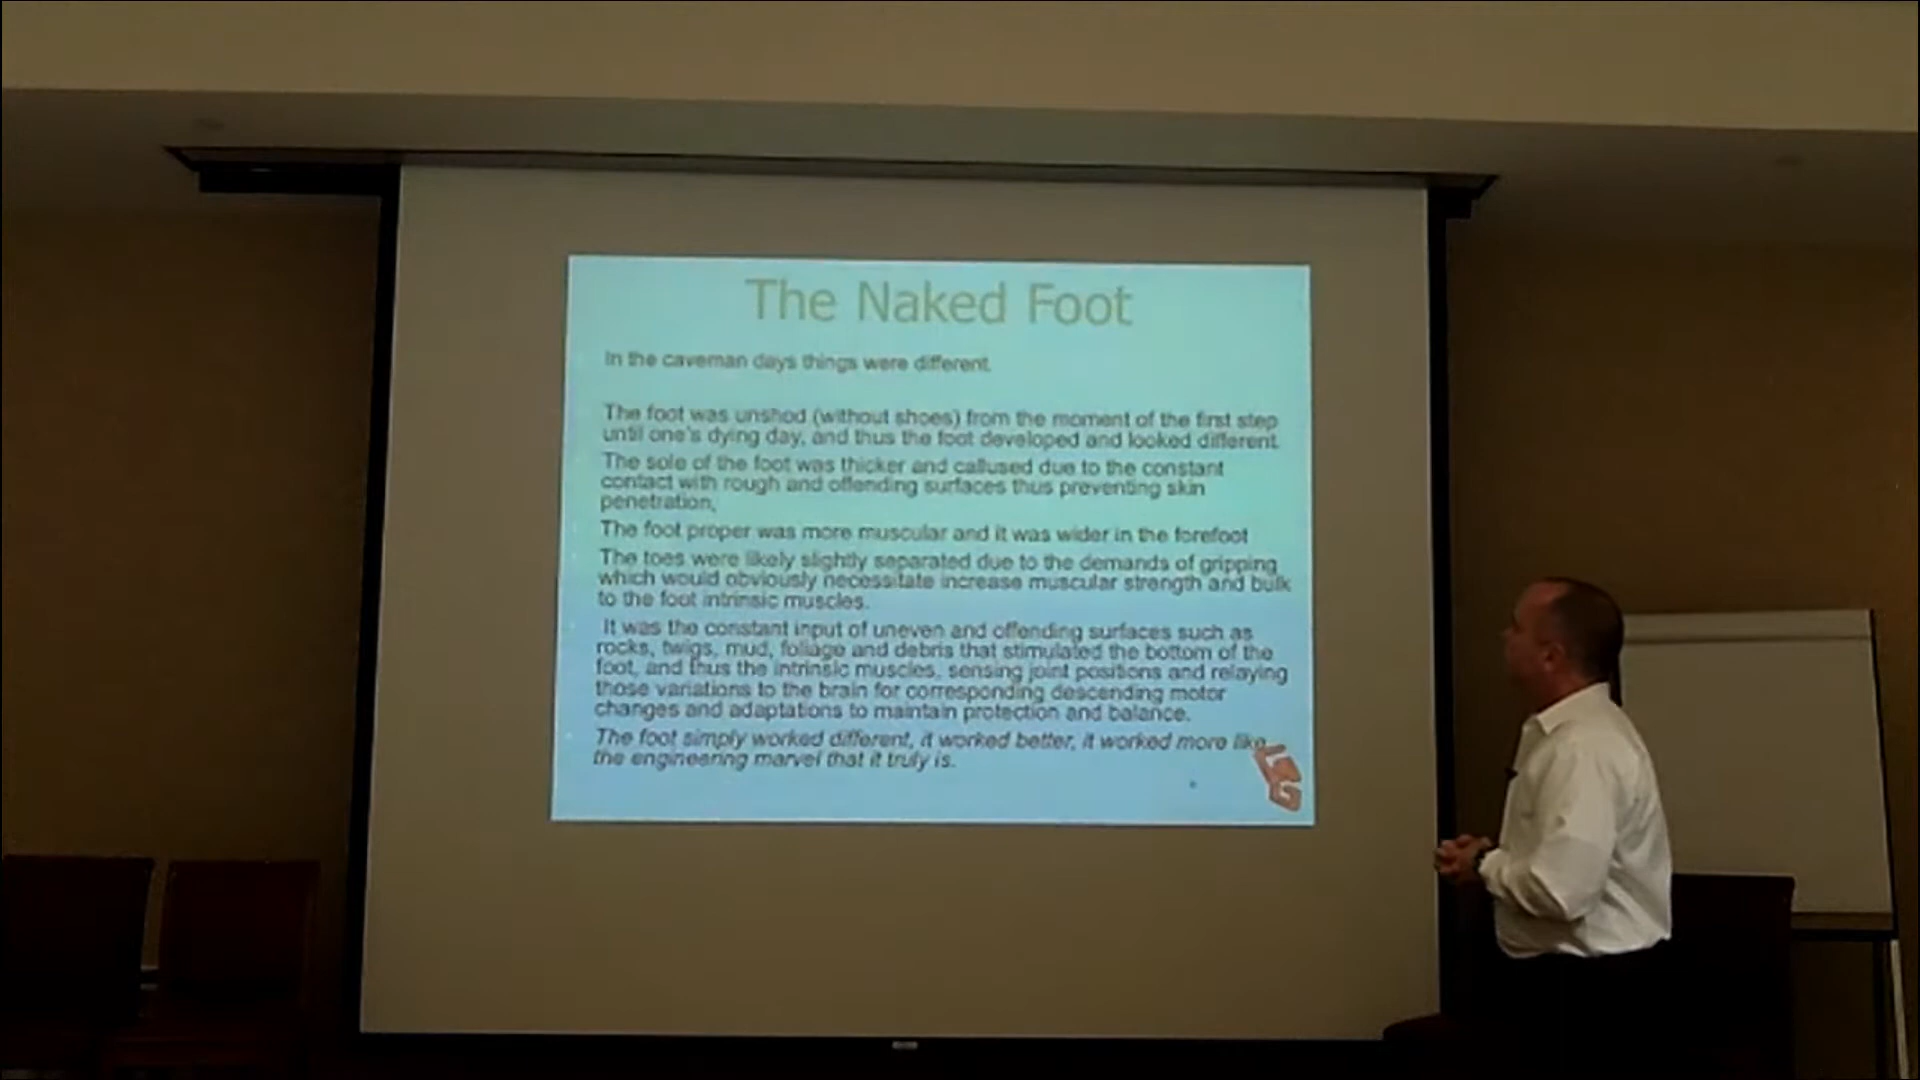 The Naked Foot
In the caveman days things were different.
The foot was unshod (without shoes) from the moment of the first step
until one's dying day, and thus the foot developed and looked different.
The sole of the foot was thicker and callused due to the constant
contact with rough and offending surfaces thus preventing skin
penetration,
The foot proper was more muscular and it was wider in the forefoot
The toes were likely slightly separated due to the demands of gripping
which would obviously necessitate increase muscular strength and bulk
to the foot intrinsic muscles.
It was the constant input of uneven and offending surfaces such as
rocks, twigs, mud, foliage and debris that stimulated the bottom of the
foot, and thus the intrinsic muscles, sensing joint positions and relaying
those variations to the brain for corresponding descending motor
changes and adaptations to maintain protection and balance.
The foot simply worked different, it worked better, it worked more like
the engineering marvel that it truly is.